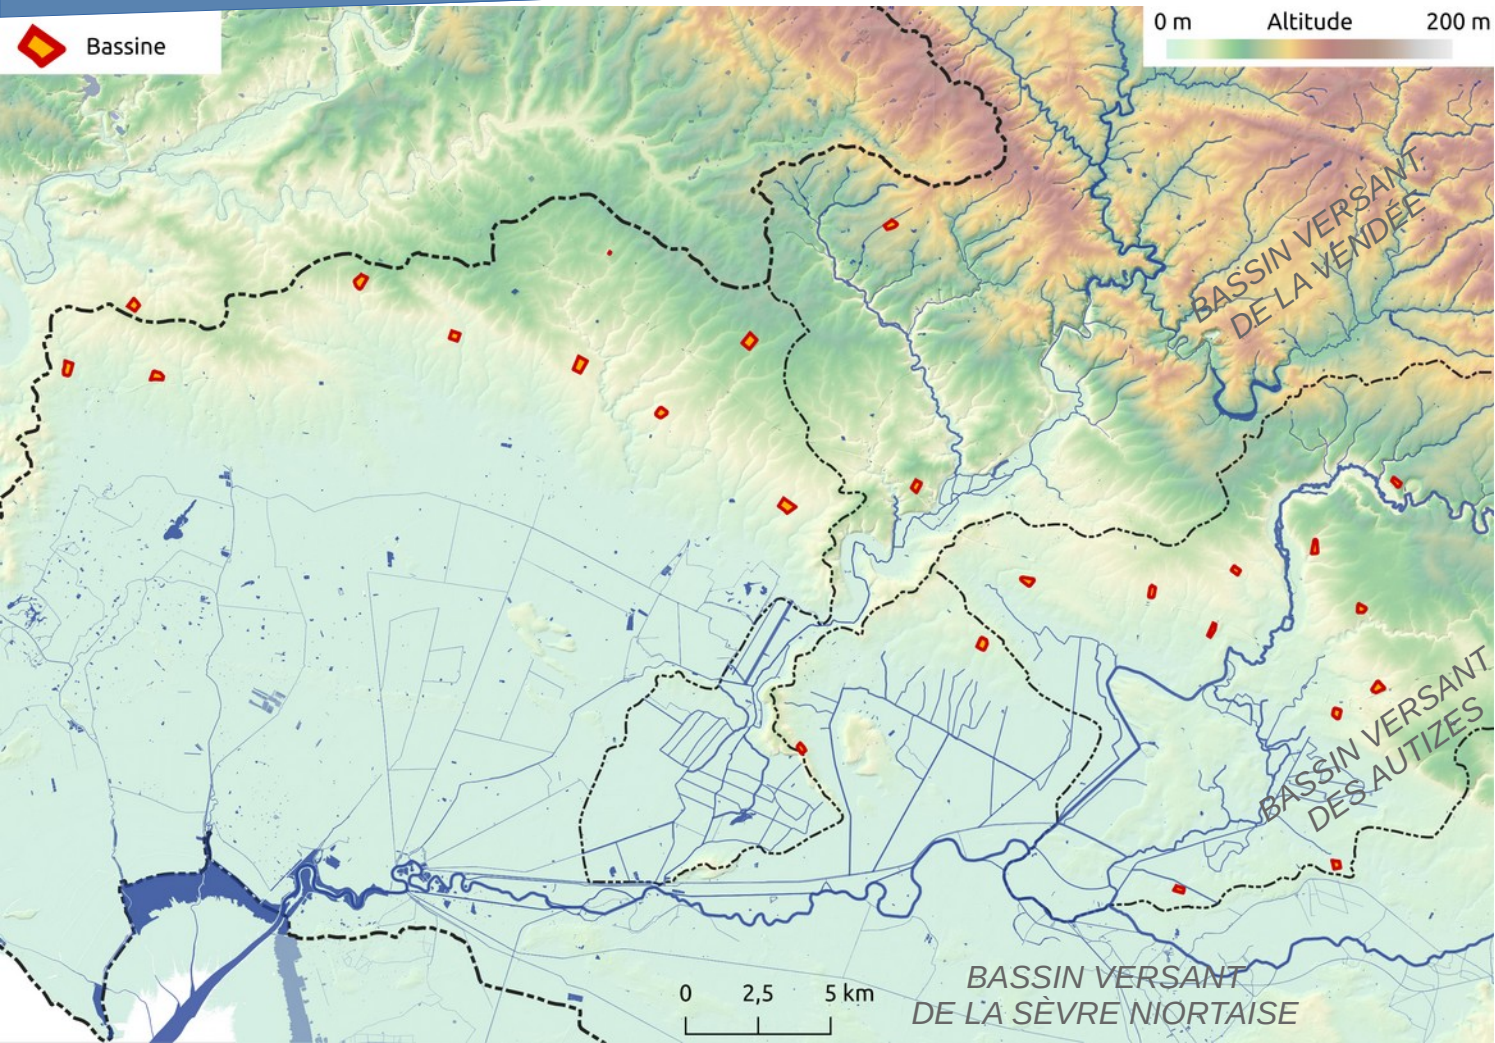 Bassine
0 m Altitude 200 m
BASSIN VERSANT
DE LA VENDÉE
BASSIN VERSANT
DES AUTIZES
0 2,5 5 km
BASSIN VERSANT
DE LA SÈVRE NIORTAISE